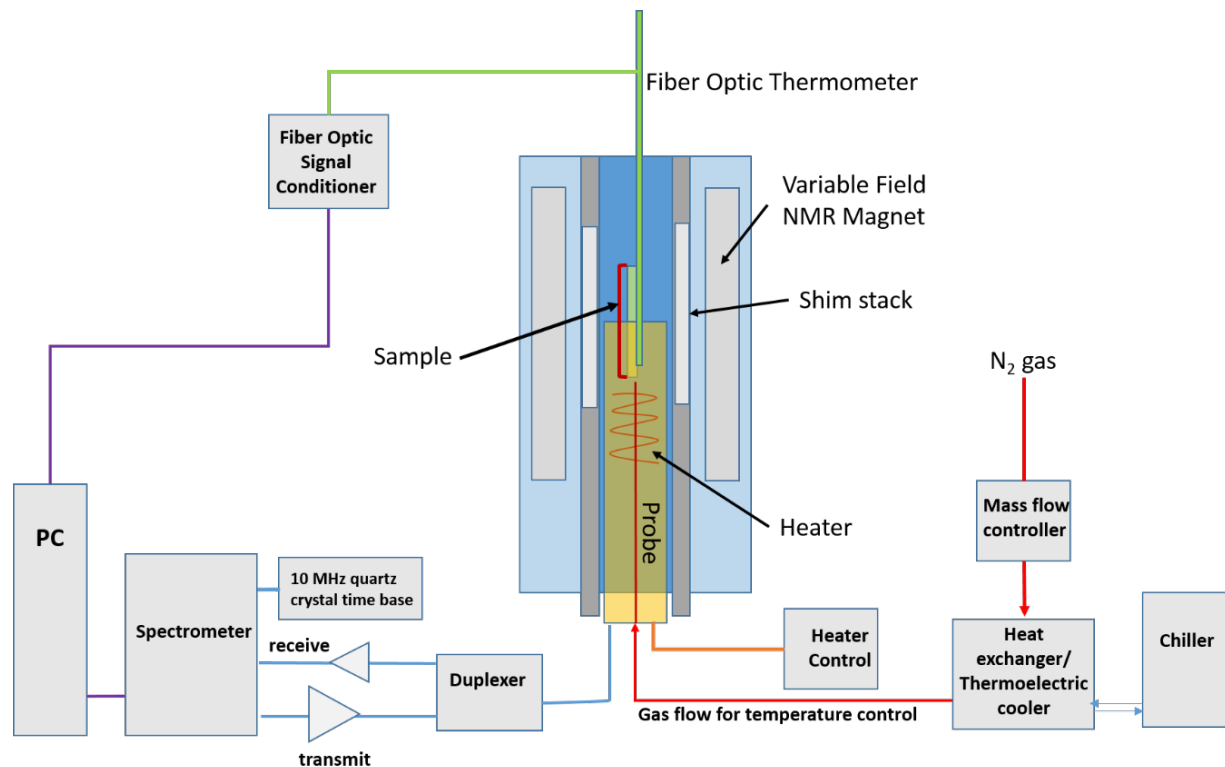 Fiber Optic Thermometer
Fiber Optic
Signal
Conditioner
Variable Field
NMR Magnet
Shim stack
Sample
N₂ gas
Heater
Probe
PC
Mass flow
controller
10 MHz quartz
crystal time base
Spectrometer
receive
Duplexer
transmit
Heater
Control
Heat
exchanger/
Thermoelectric
cooler
Chiller
Gas flow for temperature control